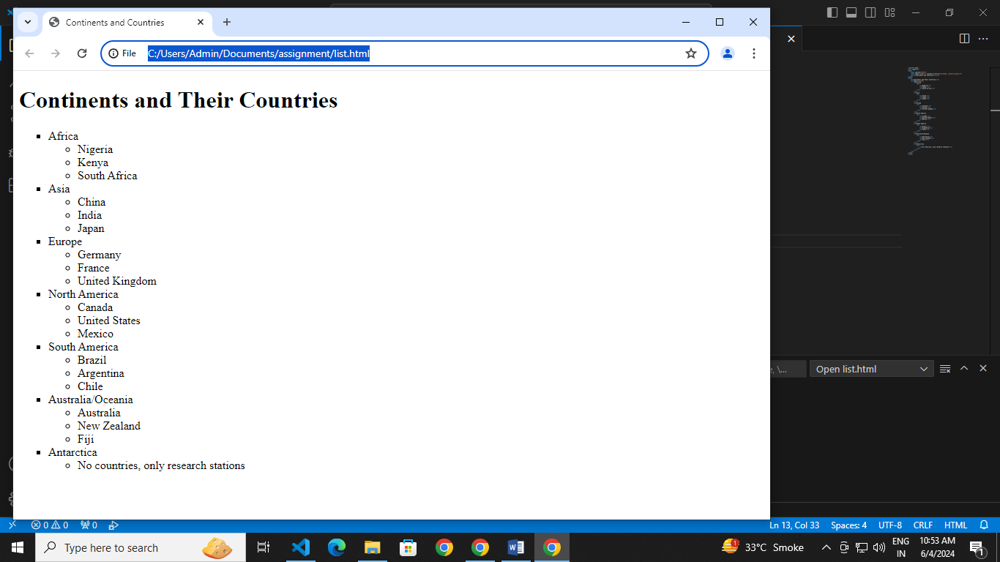 Continents and Countries
File C:/Users/Admin/Documents/assignment/list.html
Continents and Their Countries
Africa
Nigeria
Kenya
South Africa
Asia
China
India
Japan
Europe
Germany
France
United Kingdom
North America
Canada
United States
Mexico
South America
Brazil
Argentina
Chile
Australia/Oceania
Australia
New Zealand
Fiji
Antarctica
No countries, only research stations
e, \...
Open list.html
0 0 0 Ln 13, Col 33 Spaces: 4 UTF-8 CRLF HTML
Type here to search
1 33°C Smoke
ENG
IN
10:53 AM
6/4/2024
1